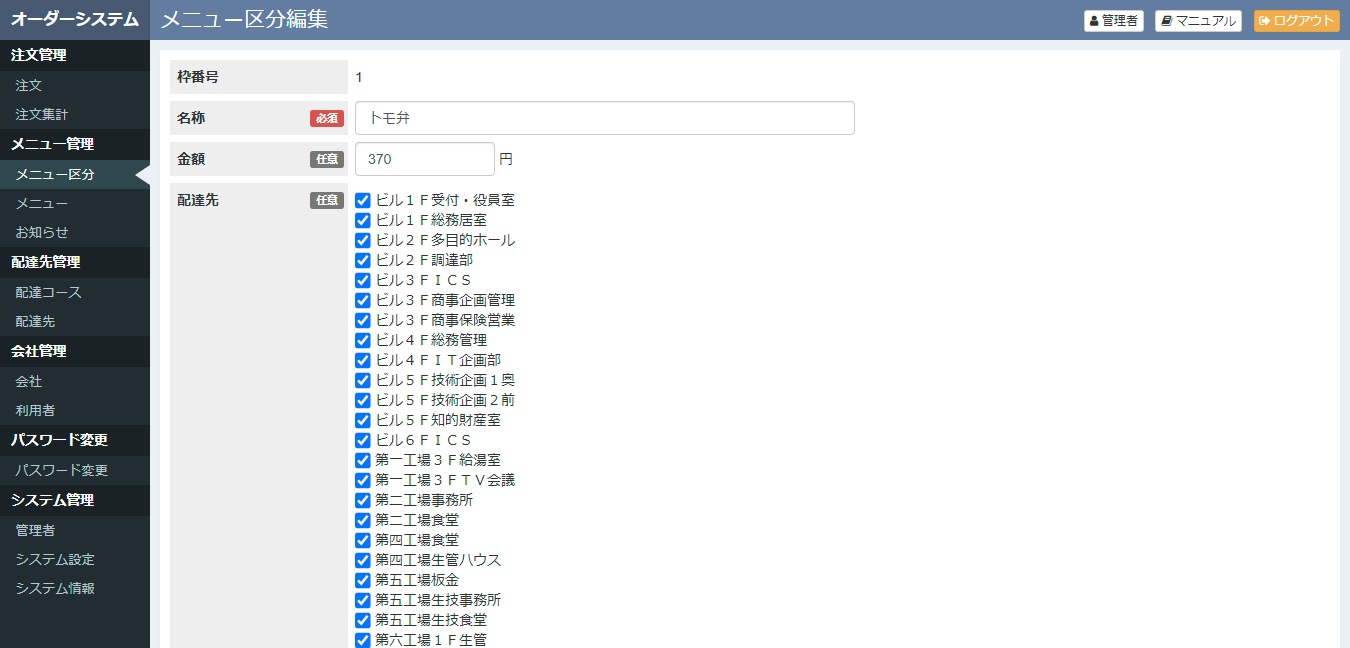 オーダーシステム
メニュー区分編集
管理者
マニュアル
ログアウト
注文管理
注文
注文集計
メニュー管理
メニュー区分
メニュー
お知らせ
配達先管理
配達コース
配達先
会社管理
会社
利用者
パスワード変更
パスワード変更
システム管理
管理者
システム設定
システム情報
枠番号 1
名称 必須 トモ弁
金額 任意 370 円
配達先 任意
ビル１Ｆ受付・役員室
ビル１Ｆ総務居室
ビル２Ｆ多目的ホール
ビル２Ｆ調達部
ビル３ＦＩＣＳ
ビル３Ｆ商事企画管理
ビル３Ｆ商事保険営業
ビル４Ｆ総務管理
ビル４ＦＩＴ企画部
ビル５Ｆ技術企画１奥
ビル５Ｆ技術企画２前
ビル５Ｆ知的財産室
ビル６ＦＩＣＳ
第一工場３Ｆ給湯室
第一工場３ＦＴＶ会議
第二工場事務所
第二工場食堂
第四工場食堂
第四工場生管ハウス
第五工場板金
第五工場生技事務所
第五工場生技食堂
第六工場１Ｆ生管